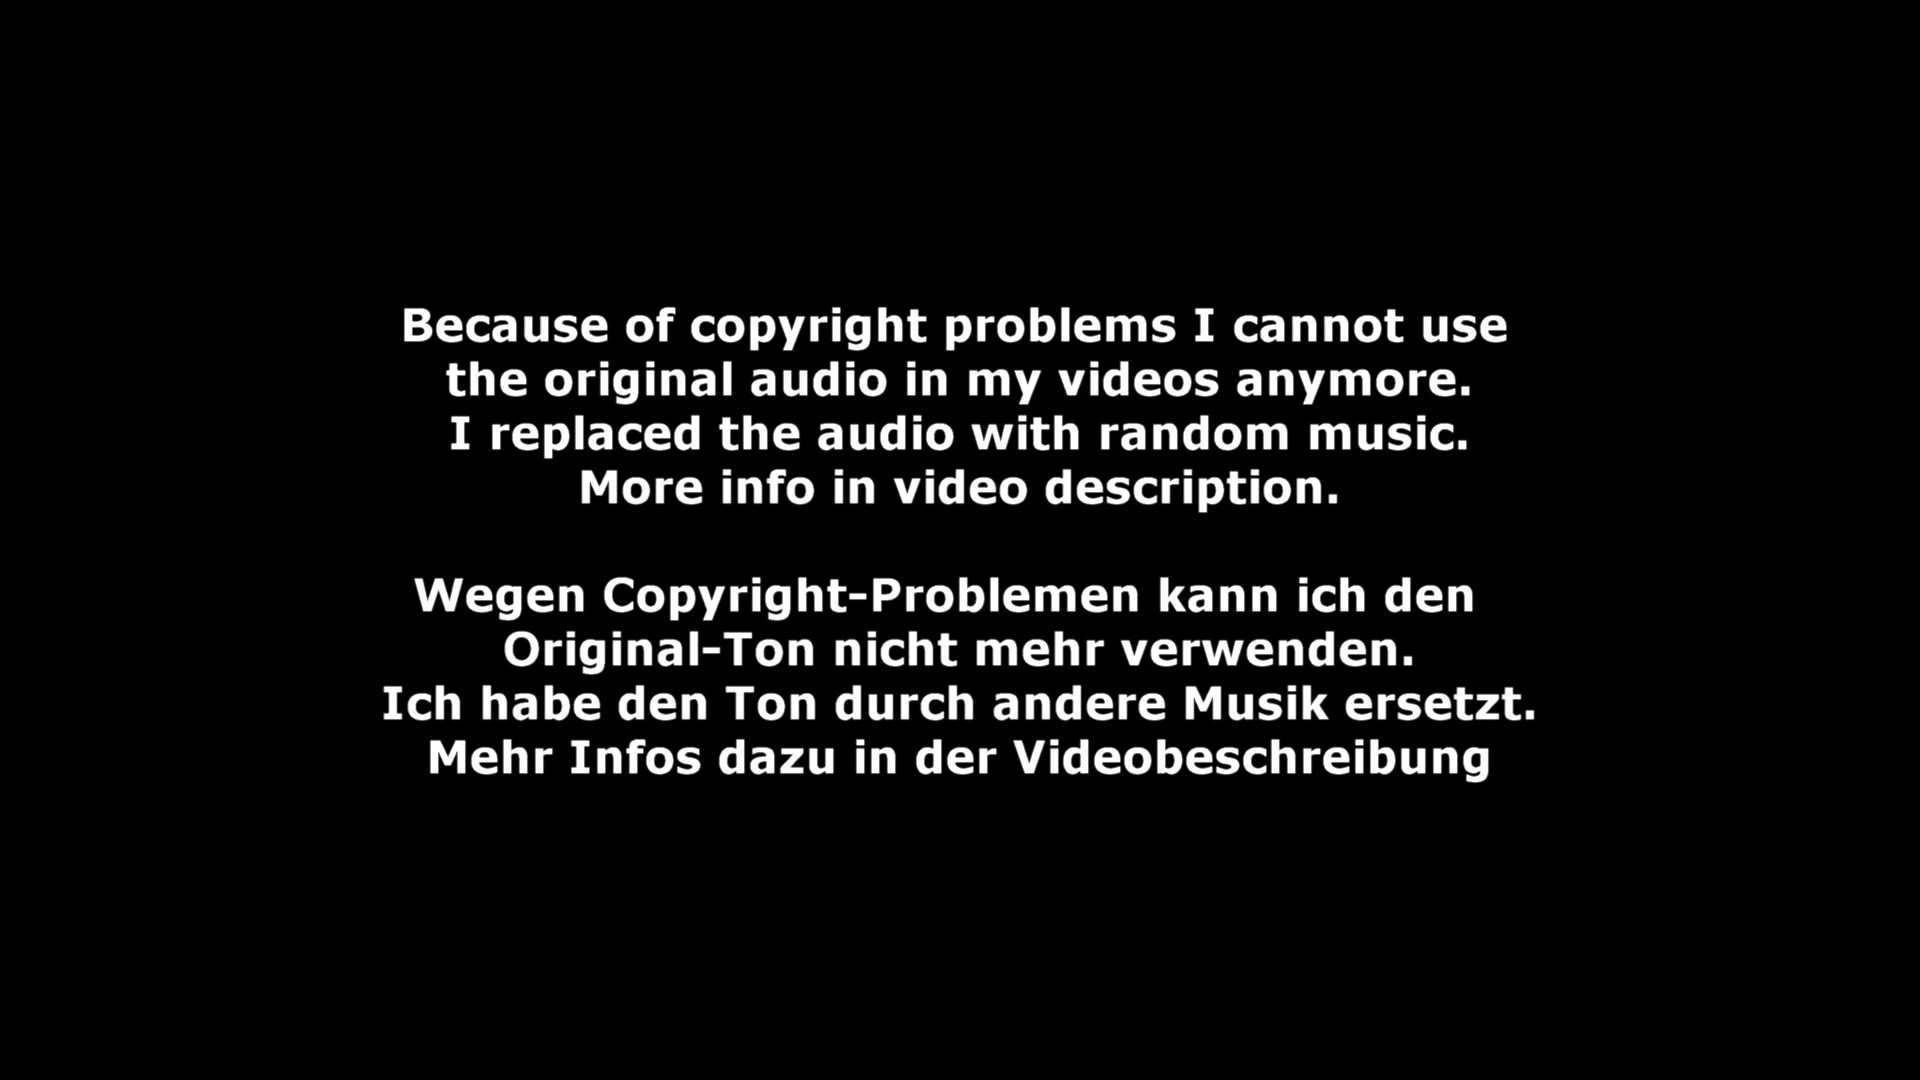 Because of copyright problems I cannot use
the original audio in my videos anymore.
I replaced the audio with random music.
More info in video description.
Wegen Copyright-Problemen kann ich den
Original-Ton nicht mehr verwenden.
Ich habe den Ton durch andere Musik ersetzt.
Mehr Infos dazu in der Videobeschreibung